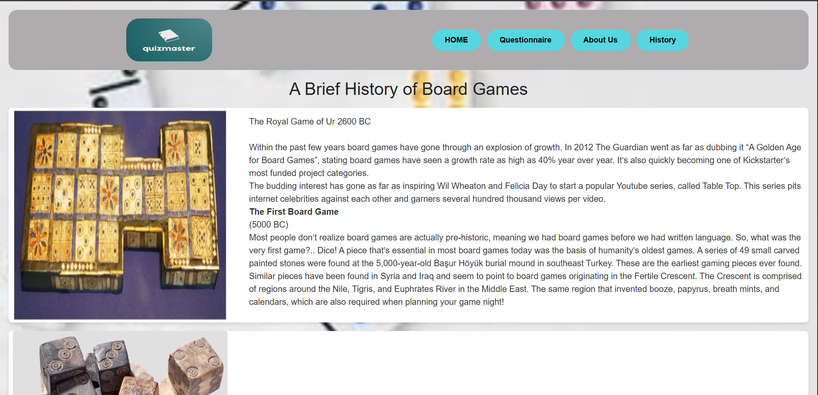 quizmaster
HOME
Questionnaire
About Us
History
A Brief History of Board Games
The Royal Game of Ur 2600 BC
Within the past few years board games have gone through an explosion of growth. In 2012 The Guardian went as far as dubbing it “A Golden Age
for Board Games”, stating board games have seen a growth rate as high as 40% year over year. It’s also quickly becoming one of Kickstarter’s
most funded project categories.
The budding interest has gone as far as inspiring Wil Wheaton and Felicia Day to start a popular Youtube series, called Table Top. This series pits
internet celebrities against each other and garners several hundred thousand views per video.
The First Board Game
(5000 BC)
Most people don’t realize board games are actually pre-historic, meaning we had board games before we had written language. So, what was the
very first game?.. Dice! A piece that’s essential in most board games today was the basis of humanity’s oldest games. A series of 49 small carved
painted stones were found at the 5,000-year-old Başur Höyük burial mound in southeast Turkey. These are the earliest gaming pieces ever found.
Similar pieces have been found in Syria and Iraq and seem to point to board games originating in the Fertile Crescent. The Crescent is comprised
of regions around the Nile, Tigris, and Euphrates River in the Middle East. The same region that invented booze, papyrus, breath mints, and
calendars, which are also required when planning your game night!